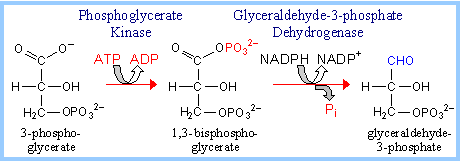 Phosphoglycerate Kinase
Glyceraldehyde-3-phosphate Dehydrogenase
O O⁻
H OH
H₂C OPO₃²⁻
3-phospho-
glycerate
ATP ADP
O OPO₃²⁻
H OH
H₂C OPO₃²⁻
1,3-bisphospho-
glycerate
NADPH NADP⁺
Pi
CHO
H OH
H₂C OPO₃²⁻
glyceraldehyde-
3-phosphate